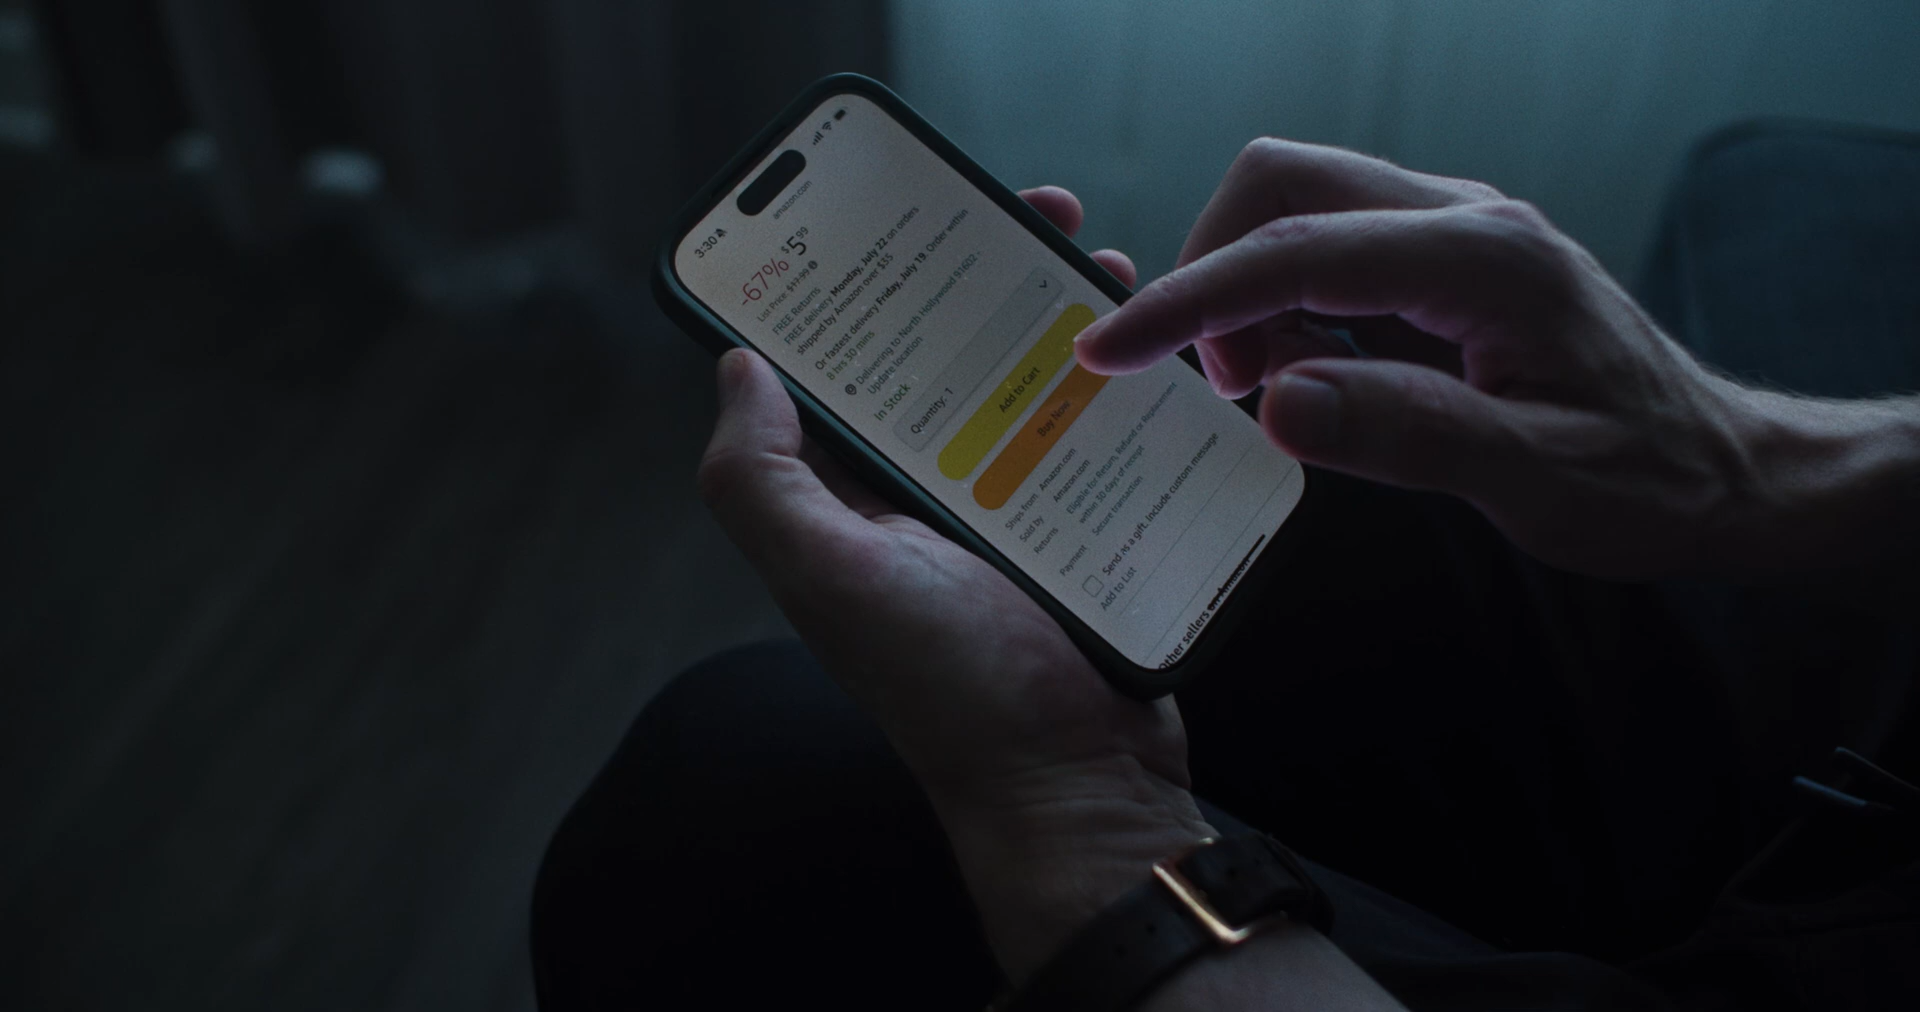 3:30
amazon.com
-67% $5 99
List Price: $17.99
FREE Returns
FREE delivery Monday, July 22 on orders
shipped by Amazon over $35
Or fastest delivery Friday, July 19. Order within
8 hrs 30 mins
Delivering to North Hollywood 91602 -
Update location
In Stock
Quantity: 1
Add to Cart
Buy Now
Ships from Amazon.com
Sold by Amazon.com
Returns Eligible for Return, Refund or Replacement
within 30 days of receipt
Payment Secure transaction
Send as a gift. Include custom message
Add to List
Other sellers on Amazon